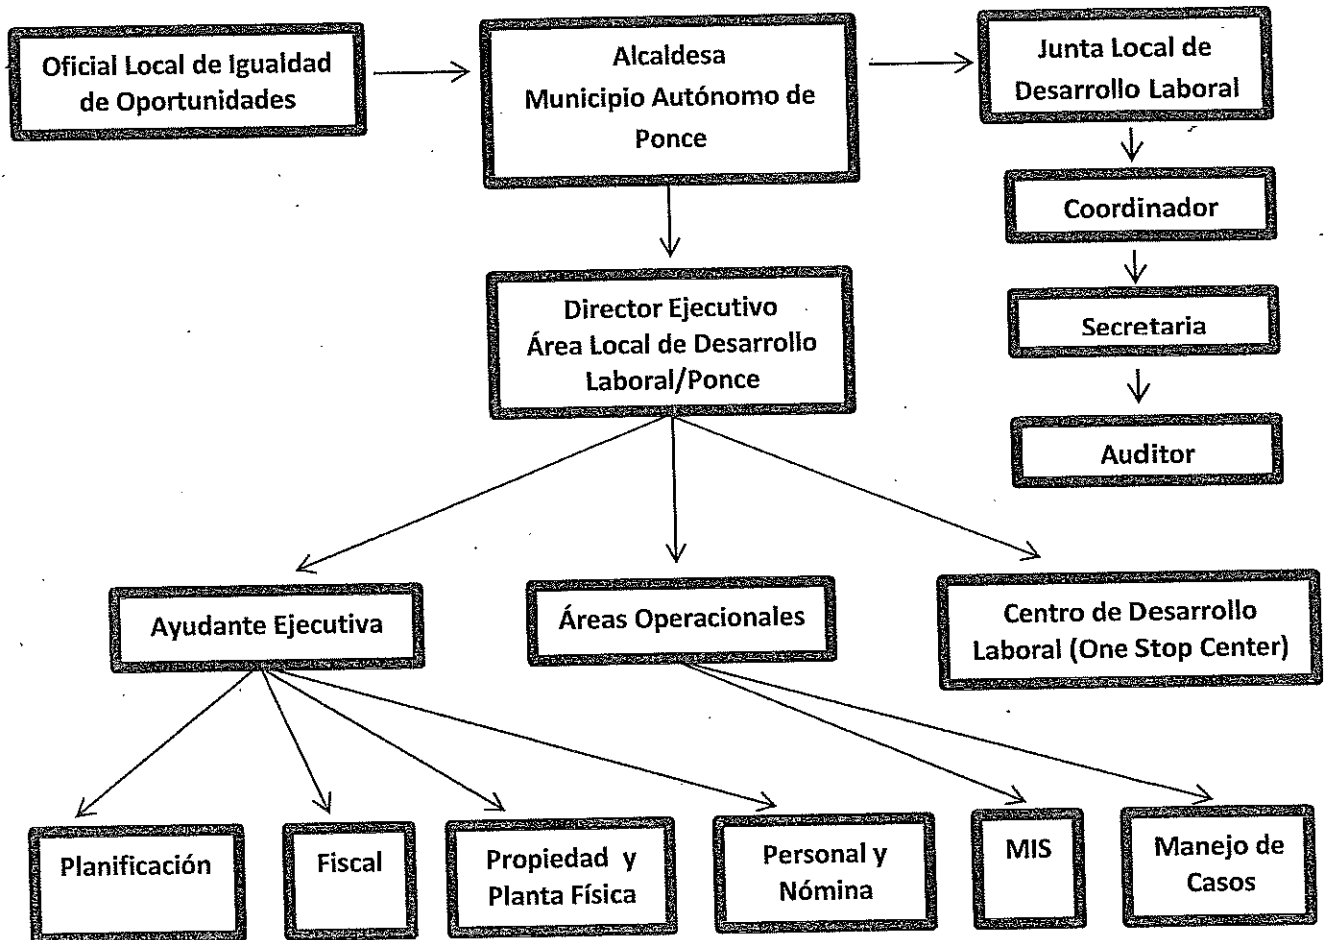 Oficial Local de Igualdad
de Oportunidades
Alcaldesa
Municipio Autónomo de
Ponce
Junta Local de
Desarrollo Laboral
Coordinador
Secretaria
Auditor
Director Ejecutivo
Área Local de Desarrollo
Laboral/Ponce
Ayudante Ejecutiva
Áreas Operacionales
Centro de Desarrollo
Laboral (One Stop Center)
Planificación
Fiscal
Propiedad y
Planta Física
Personal y
Nómina
MIS
Manejo de
Casos